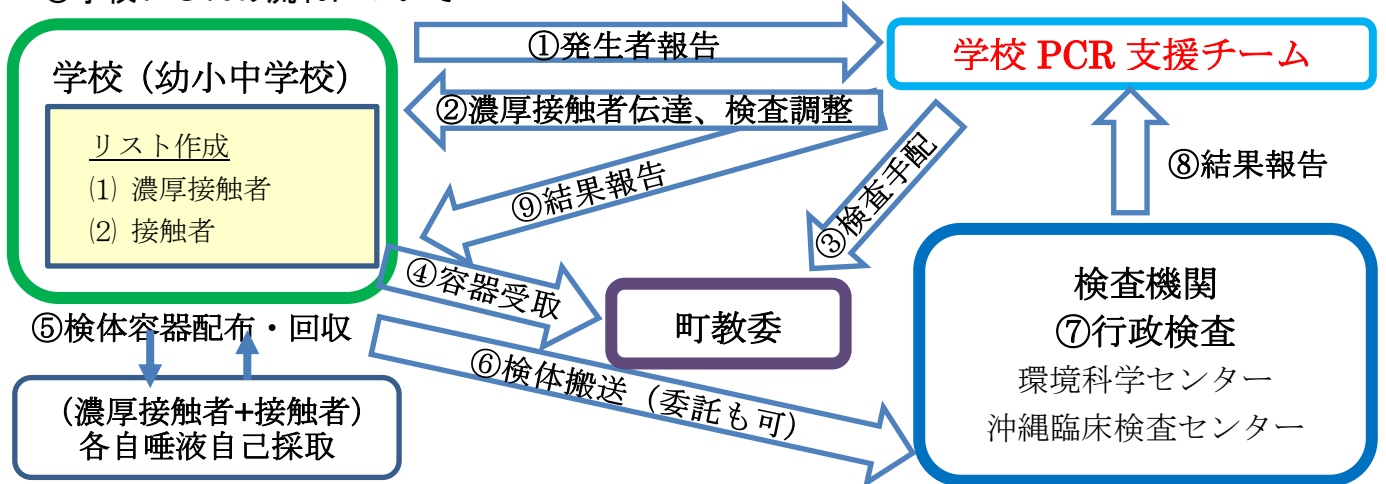 ①発生者報告
学校 PCR 支援チーム
学校（幼小中学校）
②濃厚接触者伝達、検査調整
リスト作成
⑴ 濃厚接触者
⑵ 接触者
⑨結果報告
③検査手配
⑧結果報告
④容器受取
町教委
検査機関
⑦行政検査
環境科学センター
沖縄臨床検査センター
⑤検体容器配布・回収
⑥検体搬送（委託も可）
（濃厚接触者+接触者）
各自唾液自己採取